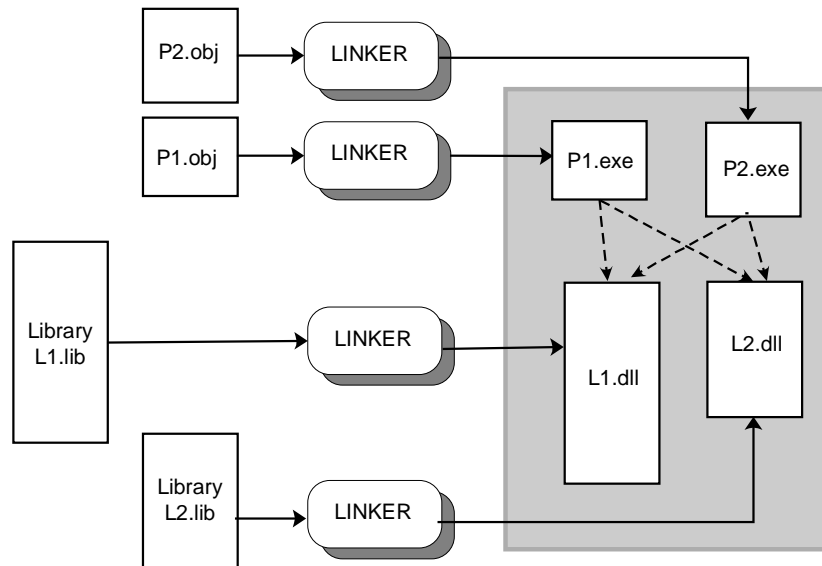 P2.obj
LINKER
P1.obj
LINKER
P1.exe
P2.exe
Library
L1.lib
LINKER
L1.dll
L2.dll
Library
L2.lib
LINKER